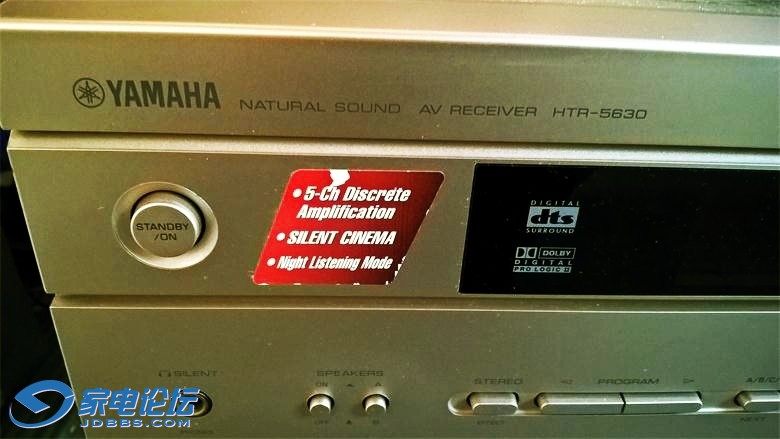 YAMAHA NATURAL SOUND AV RECEIVER HTR-5630
STANDBY
/ON
• 5-Ch Discrete
Amplification
• SILENT CINEMA
• Night Listening Mode
DIGITAL
dts
SURROUND
DOLBY
DIGITAL
PRO LOGIC II
SILENT
SPEAKERS
ON A
OFF B
STEREO
EFFECT
PROGRAM
A/B/C/
NEXT
家电论坛
JDBBS.COM